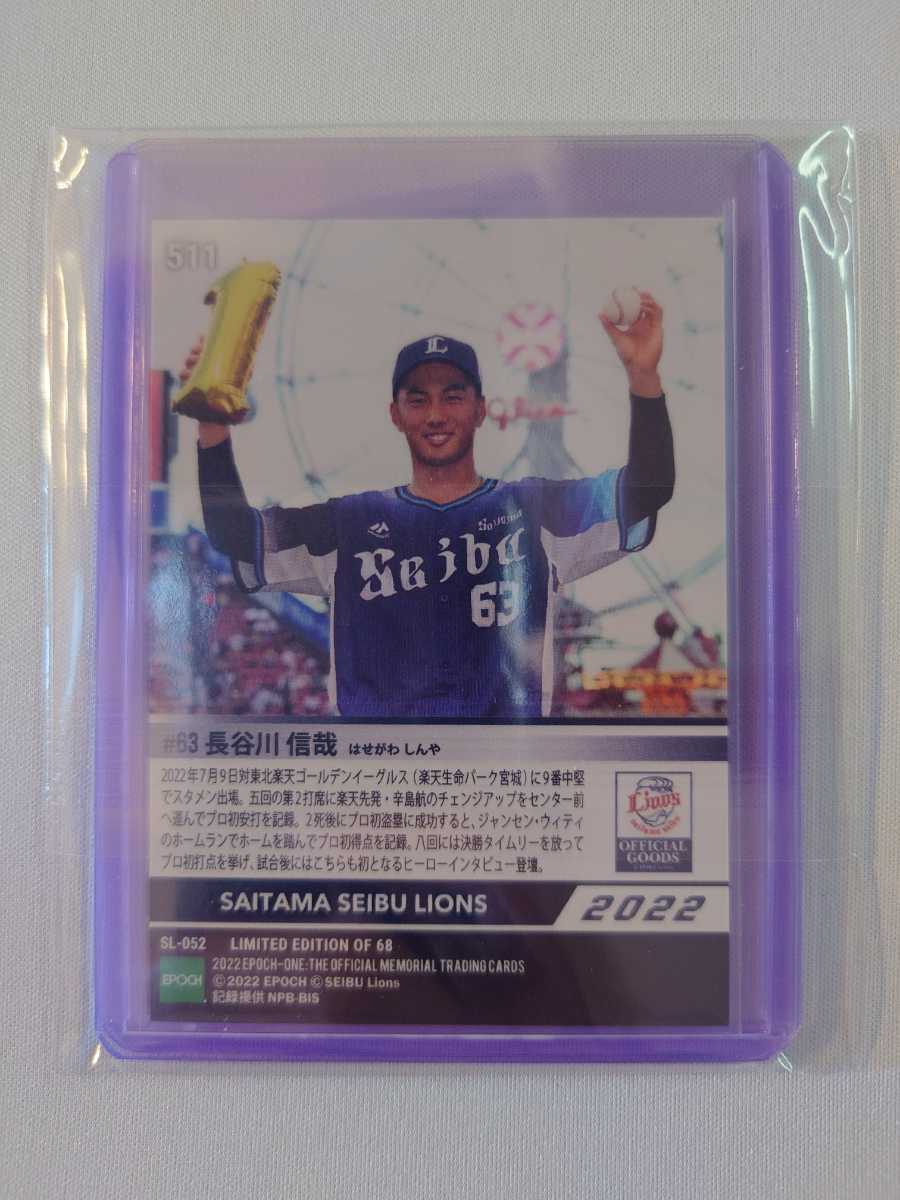 511
L
glico
Seibu
63
#63 長谷川 信哉 はせがわ しんや
2022年7月9日対東北楽天ゴールデンイーグルス（楽天生命パーク宮城）に9番中堅
でスタメン出場。五回の第2打席に楽天先発・辛島航のチェンジアップをセンター前
へ運んでプロ初安打を記録。2死後にプロ初盗塁に成功すると、ジャンセン・ウィティ
のホームランでホームを踏んでプロ初得点を記録。八回には決勝タイムリーを放って
プロ初打点を挙げ、試合後にはこちらも初となるヒーローインタビュー登壇。
Lions
SAITAMA SEIBU
OFFICIAL
GOODS
SAITAMA SEIBU LIONS
2022
SL-052 LIMITED EDITION OF 68
EPOCH
2022 EPOCH-ONE:THE OFFICIAL MEMORIAL TRADING CARDS
©2022 EPOCH ©SEIBU Lions
記録提供 NPB-BIS